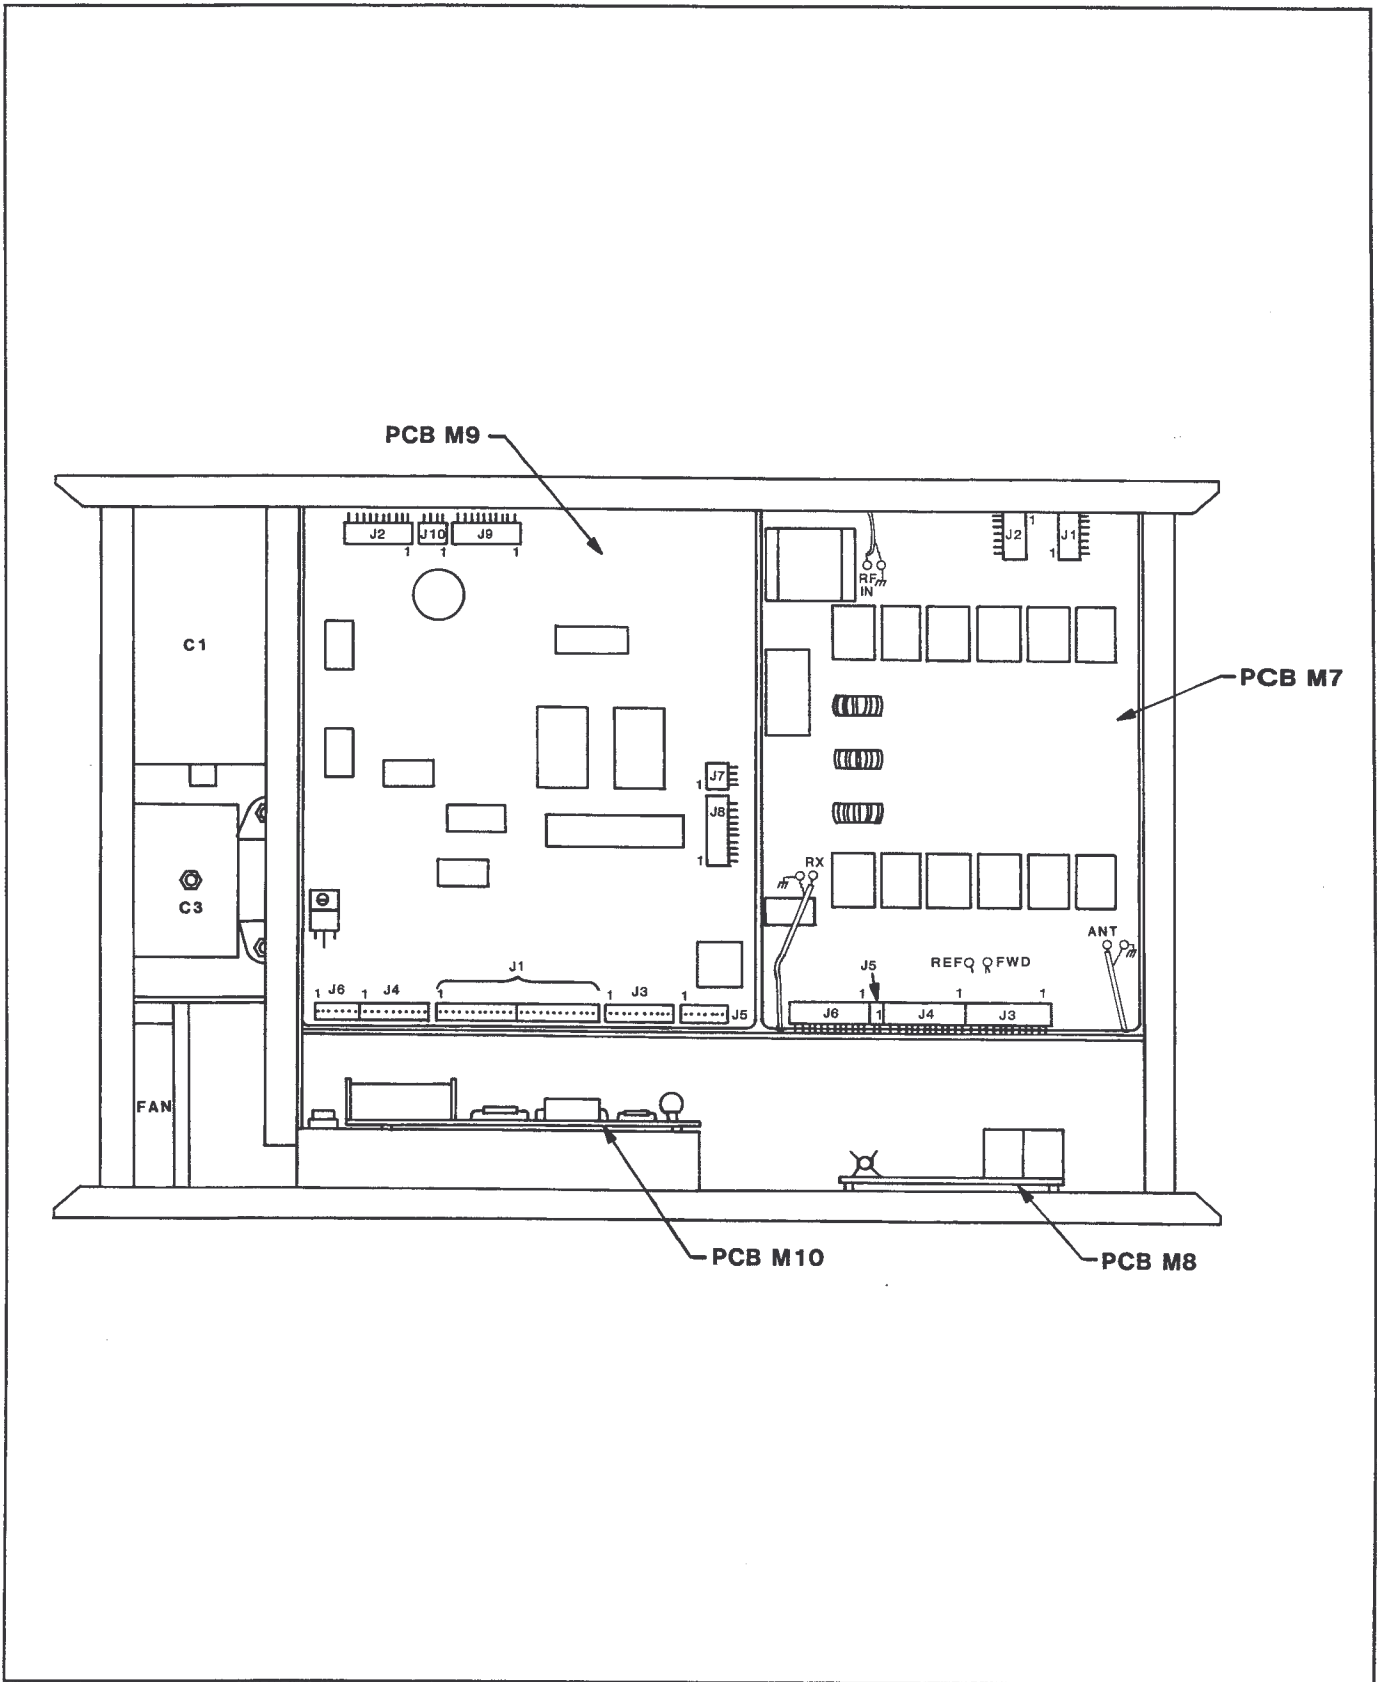 PCB M9
J2 J10 J9
1 1 1
J2 1 J1
1
RF
IN
C1
PCB M7
J7
1
J8
1
RX
C3
ANT
REF FWD
J1
J5
1 J6 1 J4 1 1 J3 1 J5
1 1 1
J6 1 J4 J3
FAN
PCB M10
PCB M8